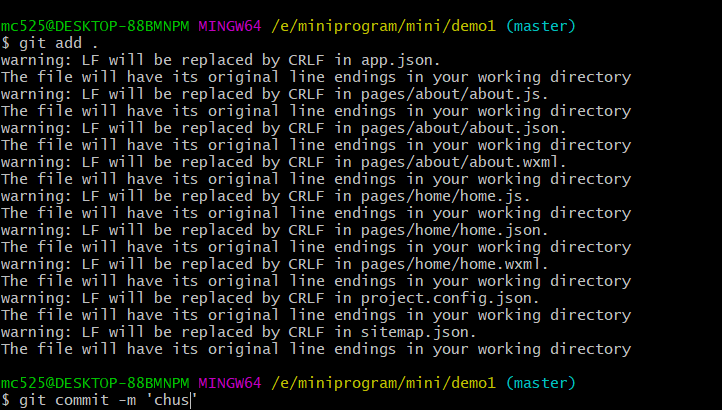 mc525@DESKTOP-88BMNPM MINGW64 /e/miniprogram/mini/demo1 (master)
$ git add .
warning: LF will be replaced by CRLF in app.json.
The file will have its original line endings in your working directory
warning: LF will be replaced by CRLF in pages/about/about.js.
The file will have its original line endings in your working directory
warning: LF will be replaced by CRLF in pages/about/about.json.
The file will have its original line endings in your working directory
warning: LF will be replaced by CRLF in pages/about/about.wxml.
The file will have its original line endings in your working directory
warning: LF will be replaced by CRLF in pages/home/home.js.
The file will have its original line endings in your working directory
warning: LF will be replaced by CRLF in pages/home/home.json.
The file will have its original line endings in your working directory
warning: LF will be replaced by CRLF in pages/home/home.wxml.
The file will have its original line endings in your working directory
warning: LF will be replaced by CRLF in project.config.json.
The file will have its original line endings in your working directory
warning: LF will be replaced by CRLF in sitemap.json.
The file will have its original line endings in your working directory
mc525@DESKTOP-88BMNPM MINGW64 /e/miniprogram/mini/demo1 (master)
$ git commit -m 'chus'